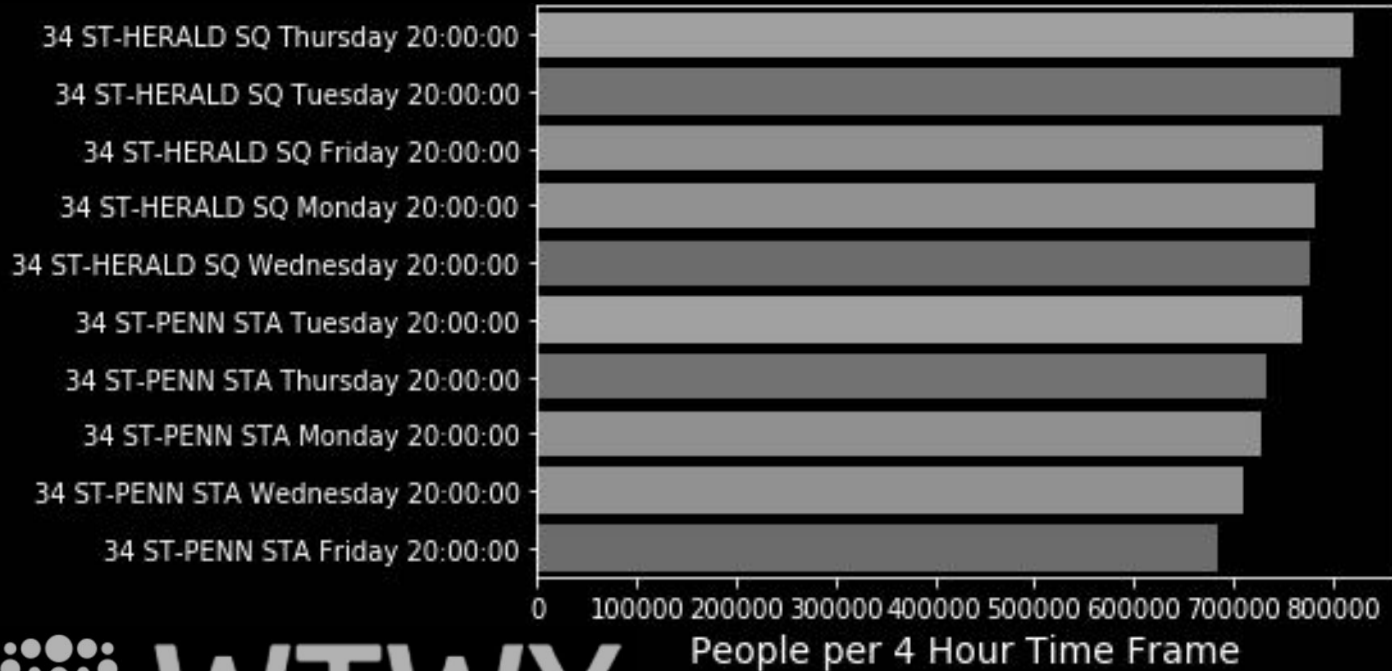 34 ST-HERALD SQ Thursday 20:00:00
34 ST-HERALD SQ Tuesday 20:00:00
34 ST-HERALD SQ Friday 20:00:00
34 ST-HERALD SQ Monday 20:00:00
34 ST-HERALD SQ Wednesday 20:00:00
34 ST-PENN STA Tuesday 20:00:00
34 ST-PENN STA Thursday 20:00:00
34 ST-PENN STA Monday 20:00:00
34 ST-PENN STA Wednesday 20:00:00
34 ST-PENN STA Friday 20:00:00
0 100000 200000 300000 400000 500000 600000 700000 800000
People per 4 Hour Time Frame
WTWY